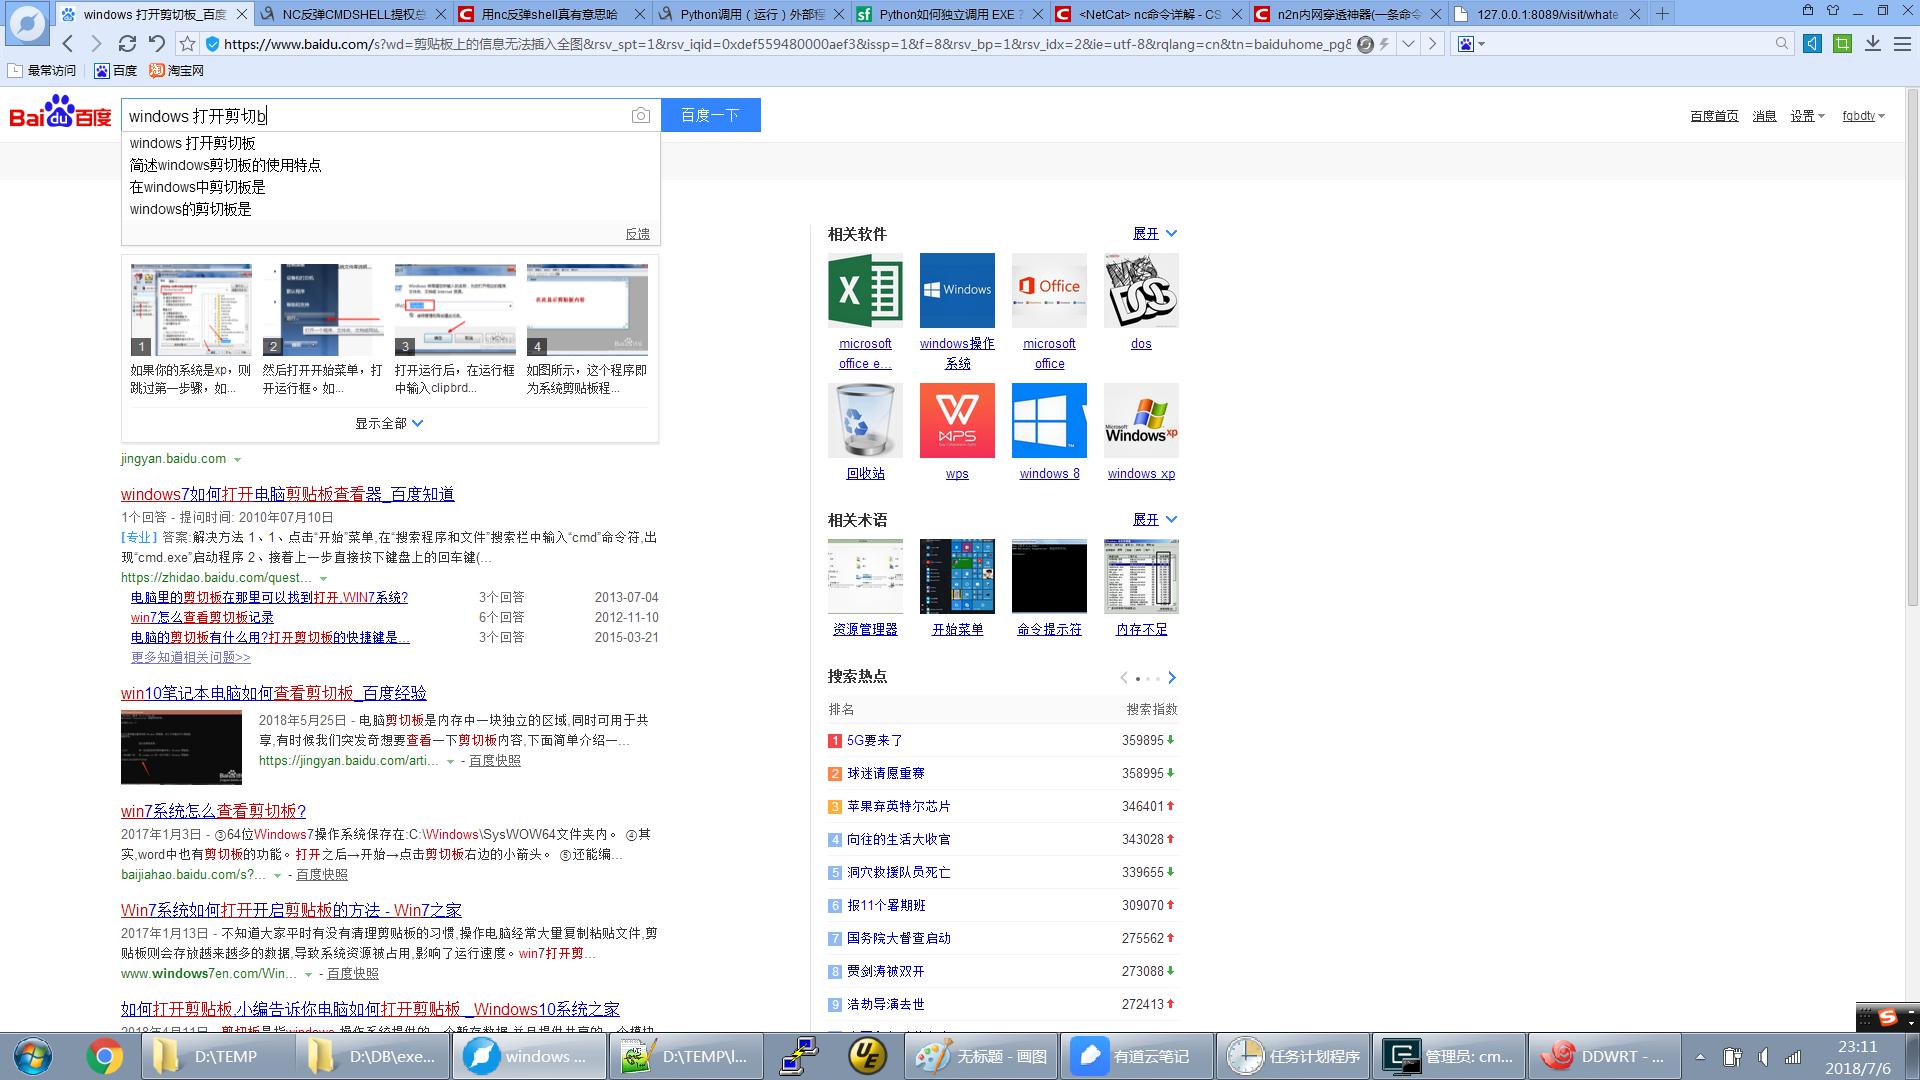 windows 打开剪切板_百度
NC反弹CMDSHELL提权总
用nc反弹shell真有意思哈
Python调用（运行）外部程
Python如何独立调用 EXE ?
<NetCat> nc命令详解 - CS
n2n内网穿透神器(一条命令
127.0.0.1:8089/visit/whate
https://www.baidu.com/s?wd=剪贴板上的信息无法插入全图&rsv_spt=1&rsv_iqid=0xdef559480000aef3&issp=1&f=8&rsv_bp=1&rsv_idx=2&ie=utf-8&rqlang=cn&tn=baiduhome_pg&
最常访问 百度 淘宝网
Bai du 百度
windows 打开剪切b
百度一下
百度首页 消息 设置 fqbdtv
windows 打开剪切板
简述windows剪切板的使用特点
在windows中剪切板是
windows的剪切板是
反馈
1 2 3 4
如果你的系统是xp，则跳过第一步骤，如...
然后打开开始菜单，打开运行框。如...
打开运行后，在运行框中输入clipbrd...
如图所示，这个程序即为系统剪贴板程...
显示全部
jingyan.baidu.com
windows7如何打开电脑剪贴板查看器_百度知道
1个回答 - 提问时间: 2010年07月10日
[专业] 答案:解决方法 1、1、点击“开始”菜单,在“搜索程序和文件”搜索栏中输入“cmd”命令符,出
现“cmd.exe”启动程序 2、接着上一步直接按下键盘上的回车键(...
https://zhidao.baidu.com/quest...
电脑里的剪切板在那里可以找到打开,WIN7系统? 3个回答 2013-07-04
win7怎么查看剪切板记录 6个回答 2012-11-10
电脑的剪切板有什么用?打开剪切板的快捷键是... 3个回答 2015-03-21
更多知道相关问题>>
win10笔记本电脑如何查看剪切板_百度经验
2018年5月25日 - 电脑剪切板是内存中一块独立的区域,同时可用于共
享,有时候我们突发奇想要查看一下剪切板内容,下面简单介绍一...
https://jingyan.baidu.com/arti... - 百度快照
win7系统怎么查看剪切板?
2017年1月3日 - ③64位Windows7操作系统保存在:C:\Windows\SysWOW64文件夹内。 ④其
实,word中也有剪切板的功能。打开之后→开始→点击剪切板右边的小箭头。 ⑤还能编...
baijiahao.baidu.com/s?... - 百度快照
Win7系统如何打开开启剪贴板的方法 - Win7之家
2017年1月13日 - 不知道大家平时有没有清理剪贴板的习惯,操作电脑经常大量复制粘贴文件,剪
贴板则会存放越来越多的数据,导致系统资源被占用,影响了运行速度。win7打开剪...
www.windows7en.com/Win... - 百度快照
如何打开剪贴板,小编告诉你电脑如何打开剪贴板 _Windows10系统之家
相关软件 展开
Windows
Office
MS DOS
microsoft office e...
windows操作系统
microsoft office
dos
WPS
Microsoft Windows xp
回收站 wps windows 8 windows xp
相关术语 展开
资源管理器 开始菜单 命令提示符 内存不足
搜索热点
排名 搜索指数
1 5G要来了 359895
2 球迷请愿重赛 358995
3 苹果弃英特尔芯片 346401
4 向往的生活大收官 343028
5 洞穴救援队员死亡 339655
6 报11个暑期班 309070
7 国务院大督查启动 275562
8 贾剑涛被双开 273088
9 浩劫导演去世 272413
D:\TEMP
D:\DB\exe...
windows ...
D:\TEMP\l...
UE
无标题 - 画图
有道云笔记
任务计划程序
管理员: cm...
DDWRT - ...
23:11
2018/7/6